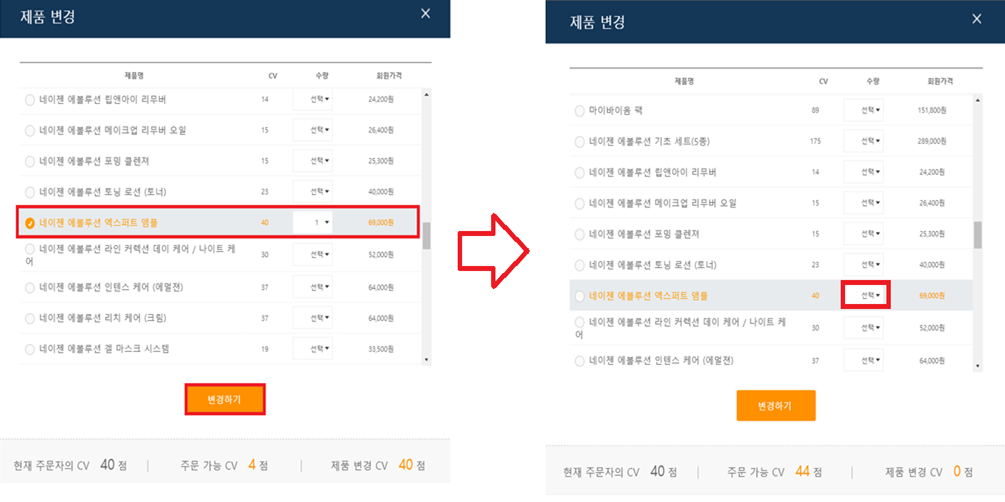 제품 변경 ×
제품명 CV 수량 회원가격
네이젠 에볼루션 립앤아이 리무버 14 선택▼ 24,200원
네이젠 에볼루션 메이크업 리무버 오일 15 선택▼ 26,400원
네이젠 에볼루션 포밍 클렌져 15 선택▼ 25,300원
네이젠 에볼루션 토닝 로션 (토너) 23 선택▼ 40,000원
네이젠 에볼루션 엑스퍼트 앰플 40 1 ▼ 69,000원
네이젠 에볼루션 라인 커렉션 데이 케어 / 나이트 케
어 30 선택▼ 52,000원
네이젠 에볼루션 인텐스 케어 (에멀젼) 37 선택▼ 64,000원
네이젠 에볼루션 리치 케어 (크림) 37 선택▼ 64,000원
네이젠 에볼루션 겔 마스크 시스템 19 선택▼ 33,500원
변경하기
현재 주문자의 CV 40 점 | 주문 가능 CV 4 점 | 제품 변경 CV 40 점
제품 변경 ×
제품명 CV 수량 회원가격
마이바이옴 팩 89 선택▼ 151,800원
네이젠 에볼루션 기초 세트(5종) 175 선택▼ 289,000원
네이젠 에볼루션 립앤아이 리무버 14 선택▼ 24,200원
네이젠 에볼루션 메이크업 리무버 오일 15 선택▼ 26,400원
네이젠 에볼루션 포밍 클렌져 15 선택▼ 25,300원
네이젠 에볼루션 토닝 로션 (토너) 23 선택▼ 40,000원
네이젠 에볼루션 엑스퍼트 앰플 40 선택▼ 69,000원
네이젠 에볼루션 라인 커렉션 데이 케어 / 나이트 케
어 30 선택▼ 52,000원
네이젠 에볼루션 인텐스 케어 (에멀젼) 37 선택▼ 64,000원
변경하기
현재 주문자의 CV 40 점 | 주문 가능 CV 44 점 | 제품 변경 CV 0 점